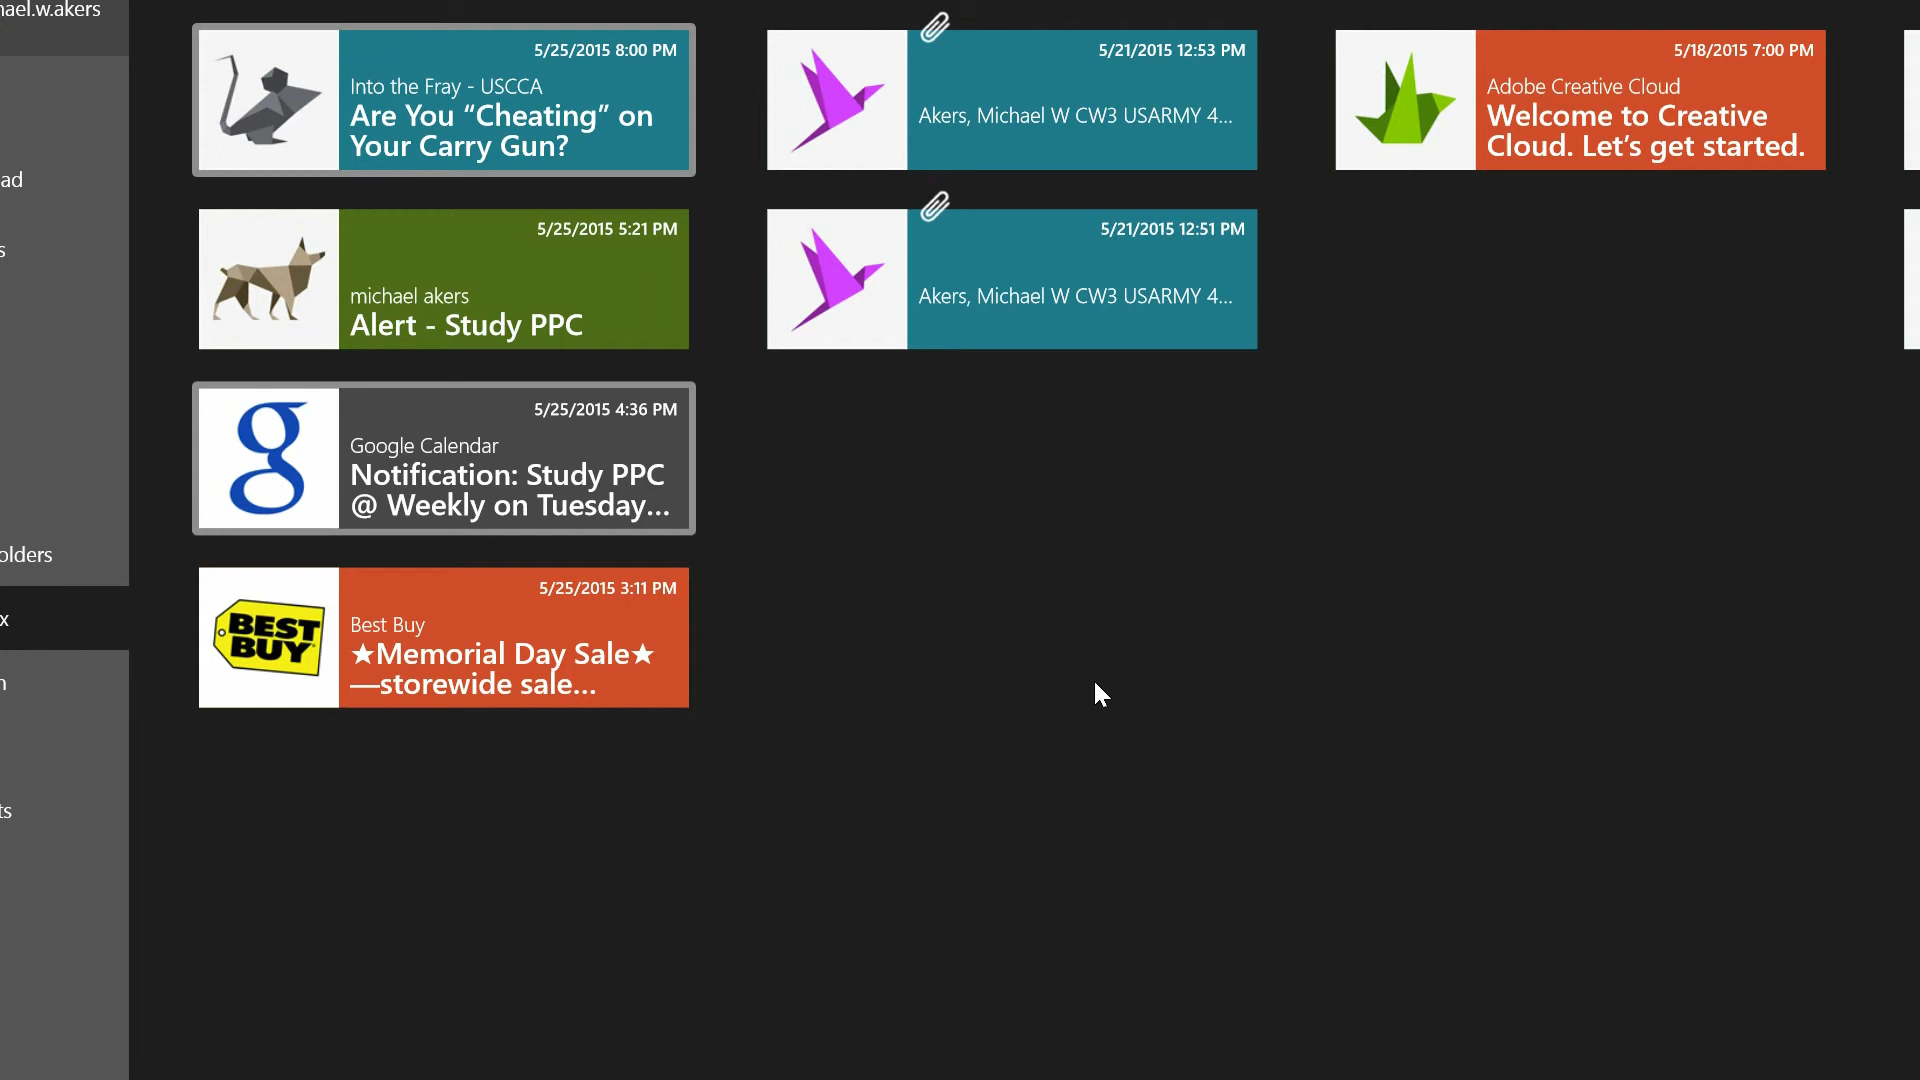 hael.w.akers
ad
s
olders
x
n
ts
5/25/2015 8:00 PM
Into the Fray - USCCA
Are You “Cheating” on
Your Carry Gun?
5/25/2015 5:21 PM
michael akers
Alert - Study PPC
g
5/25/2015 4:36 PM
Google Calendar
Notification: Study PPC
@ Weekly on Tuesday...
BEST
BUY
5/25/2015 3:11 PM
Best Buy
★Memorial Day Sale★
—storewide sale...
5/21/2015 12:53 PM
Akers, Michael W CW3 USARMY 4...
5/21/2015 12:51 PM
Akers, Michael W CW3 USARMY 4...
5/18/2015 7:00 PM
Adobe Creative Cloud
Welcome to Creative
Cloud. Let’s get started.